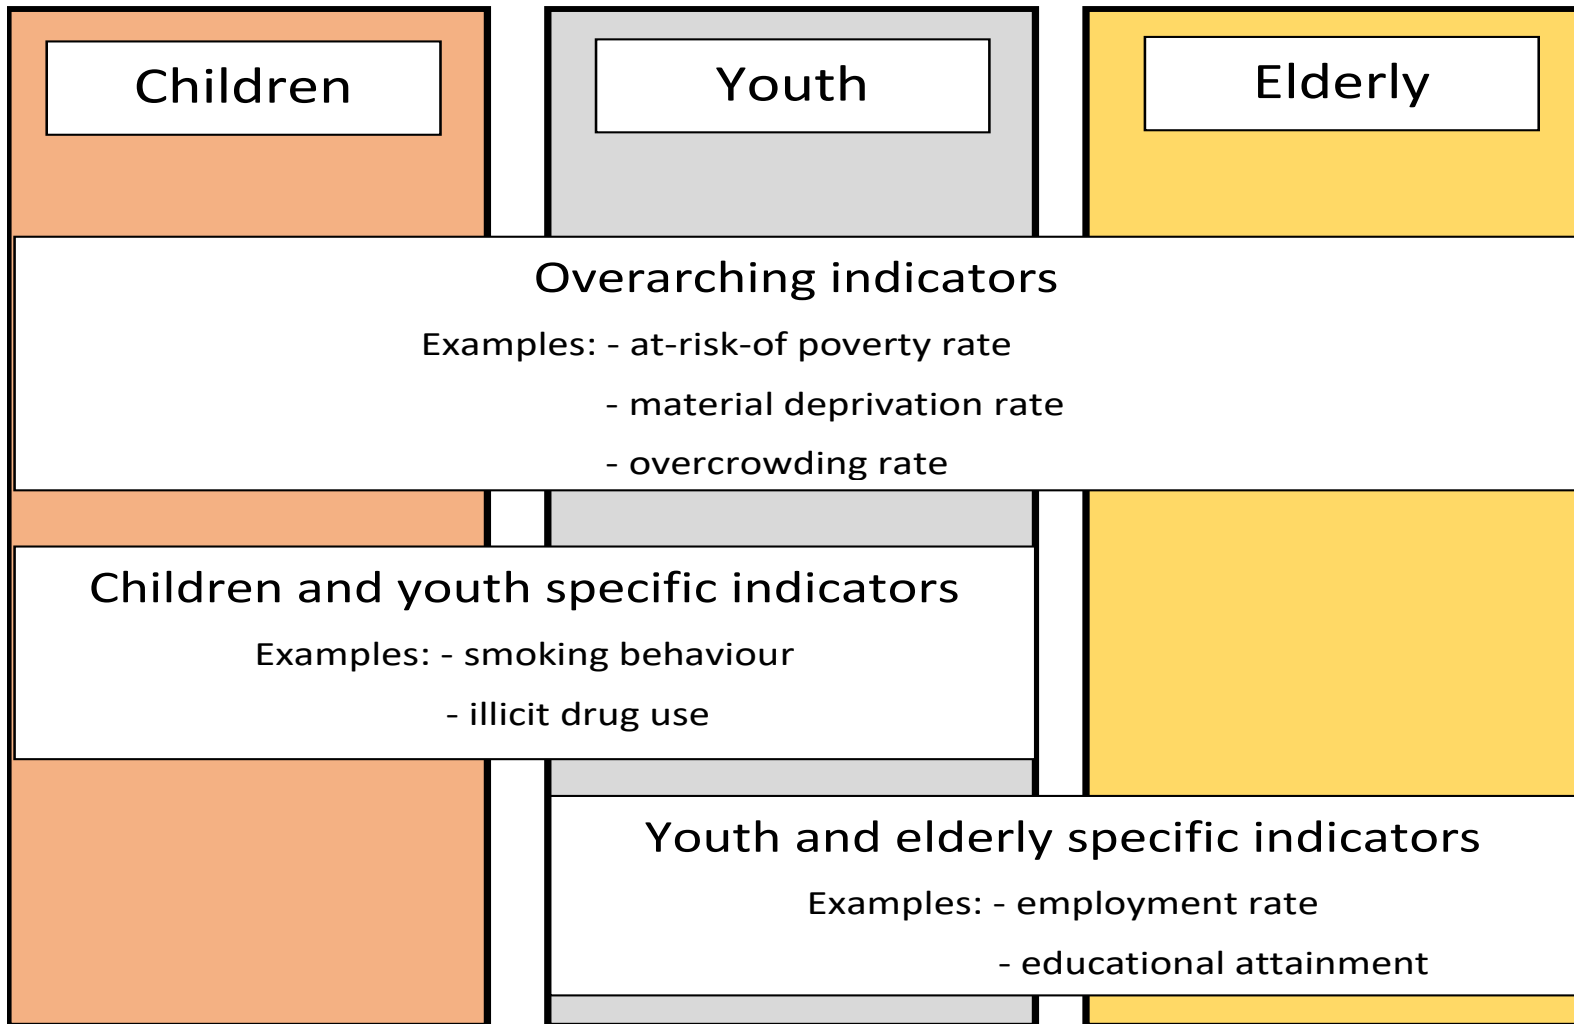 Children
Youth
Elderly
Overarching indicators
Examples: - at-risk-of poverty rate
- material deprivation rate
- overcrowding rate
Children and youth specific indicators
Examples: - smoking behaviour
- illicit drug use
Youth and elderly specific indicators
Examples: - employment rate
- educational attainment